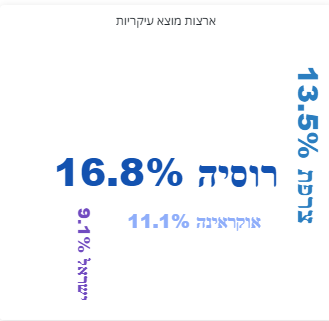 ארצות מוצא עיקריות
צרפת 13.5%
רוסיה 16.8%
אוקראינה 11.1%
ישראל 9.1%